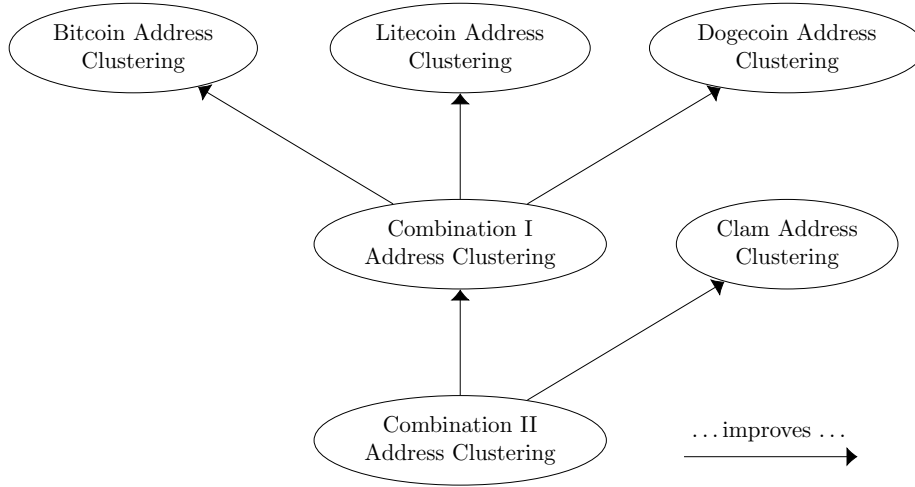 Bitcoin Address
Clustering
Litecoin Address
Clustering
Dogecoin Address
Clustering
Combination I
Address Clustering
Clam Address
Clustering
Combination II
Address Clustering
... improves ...